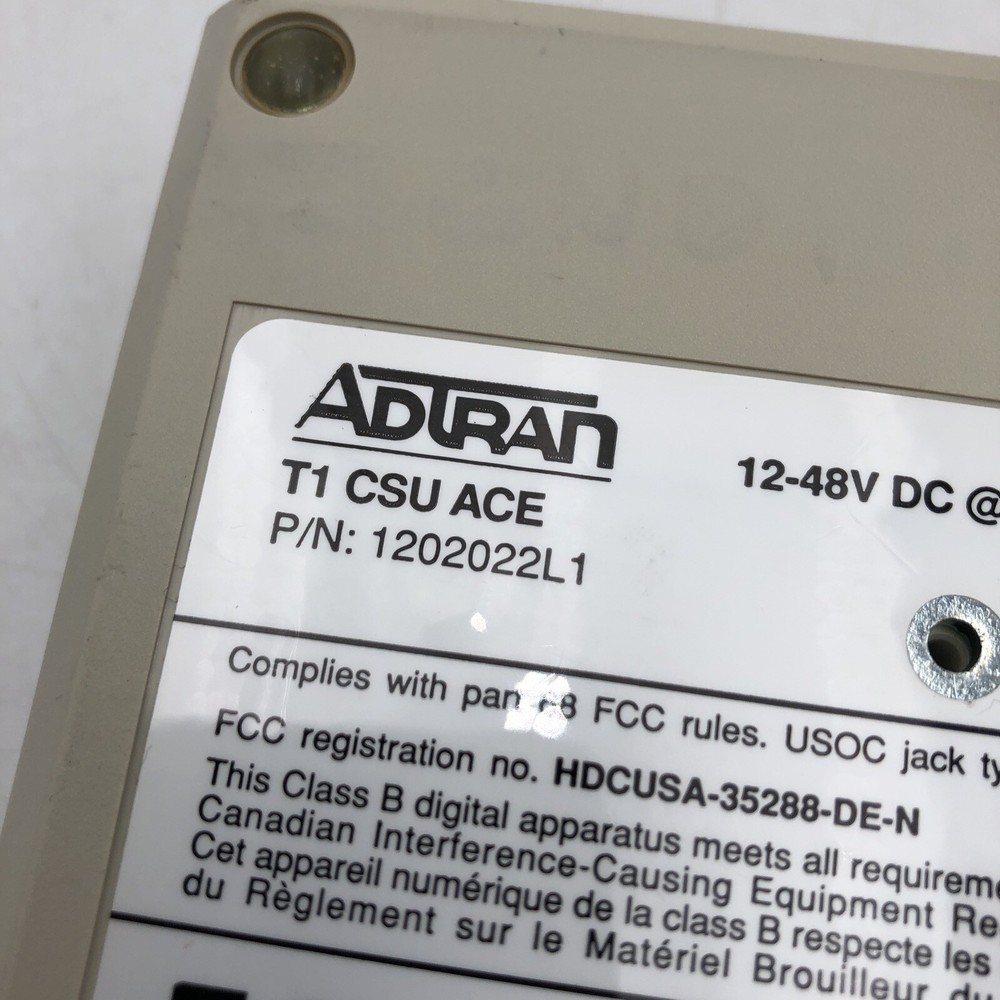 ADTRAN
T1 CSU ACE
P/N: 1202022L1
12-48V DC @
Complies with 68 FCC rules. USOC jack
FCC registration no. HDCUSA-35288-DE-N
This Class B digital apparatus meets all
Canadian Interference-Causing Equipment
Cet appareil numérique de la class B respecte les
du Règlement sur le Matériel Brouilleur du